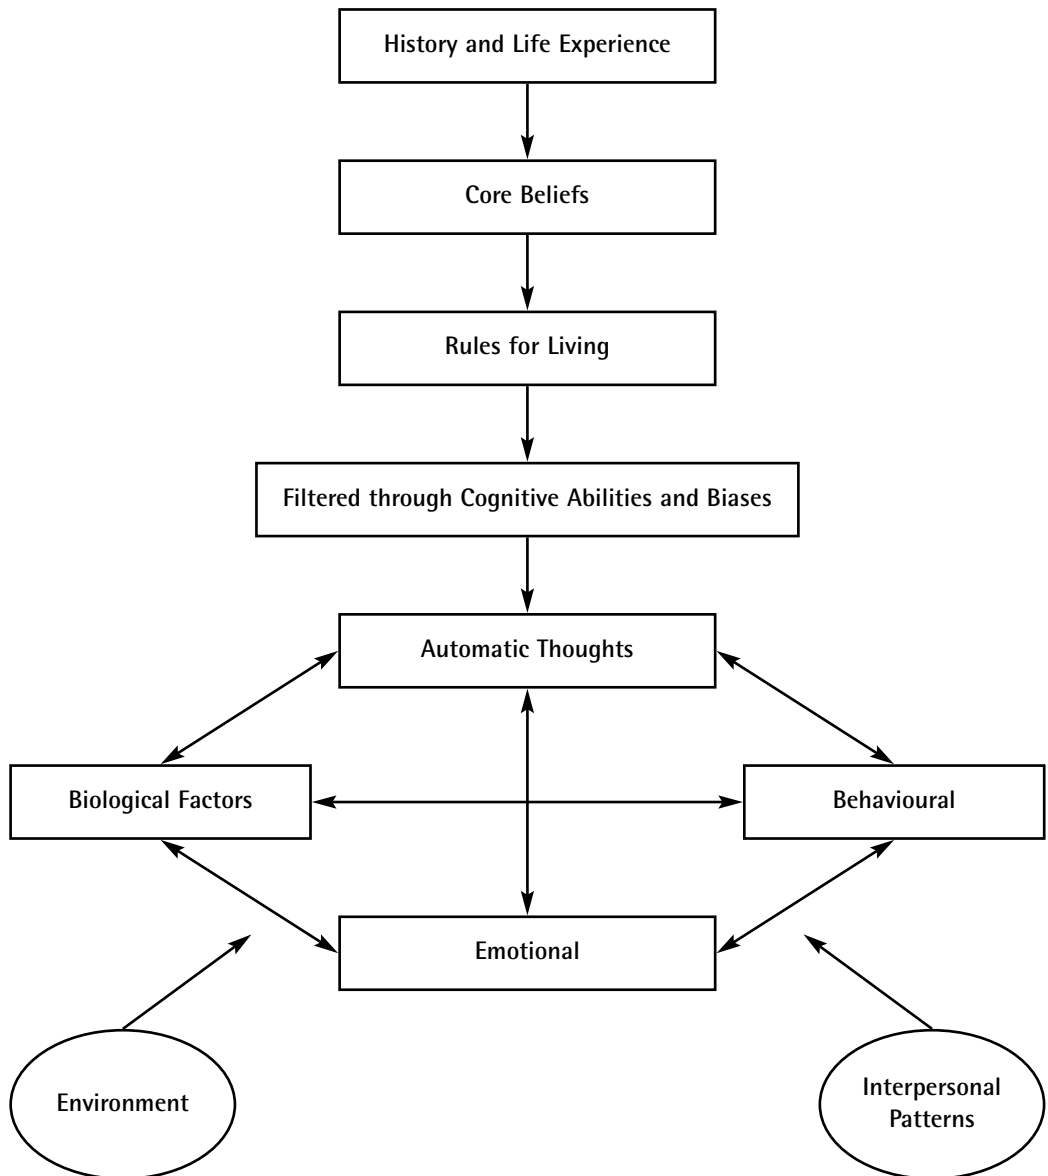 History and Life Experience
Core Beliefs
Rules for Living
Filtered through Cognitive Abilities and Biases
Automatic Thoughts
Biological Factors
Behavioural
Emotional
Environment
Interpersonal
Patterns